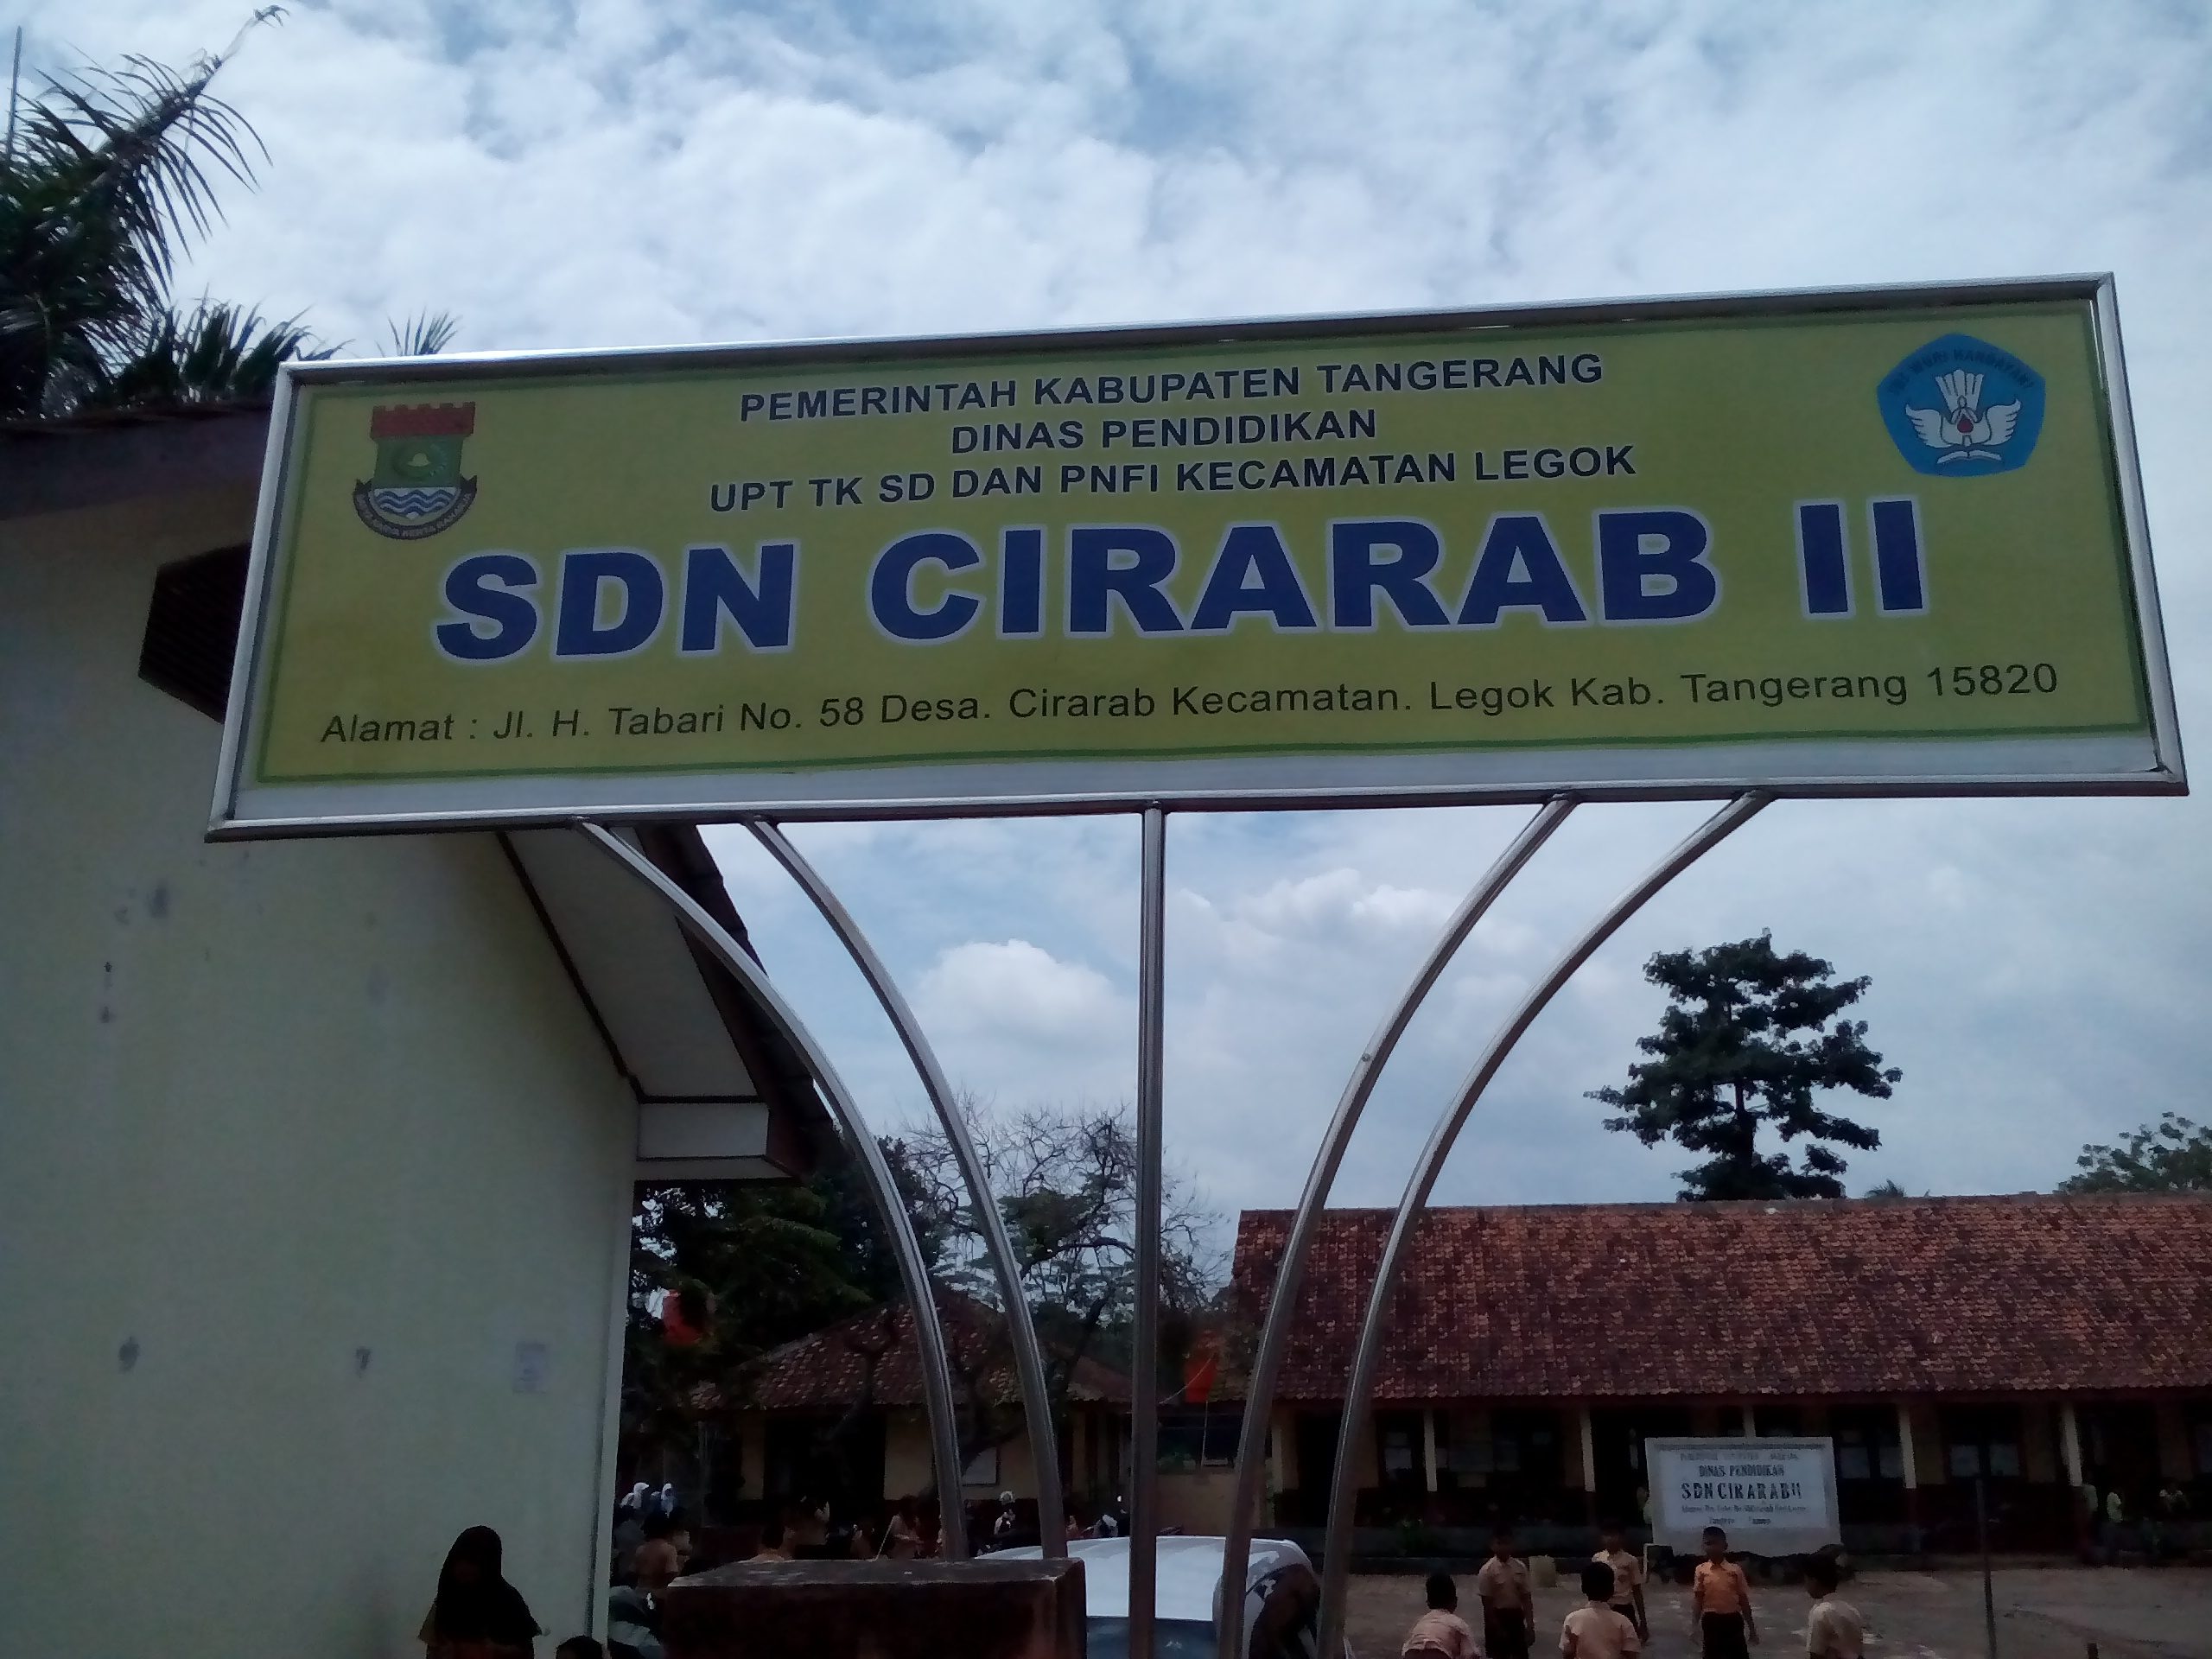 PEMERINTAH KABUPATEN TANGERANG
DINAS PENDIDIKAN
UPT TK SD DAN PNFI KECAMATAN LEGOK
SDN CIRARAB II
Alamat : Jl. H. Tabari No. 58 Desa. Cirarab Kecamatan. Legok Kab. Tangerang 15820
DINAS PENDIDIKAN
SDN CIRARAB II